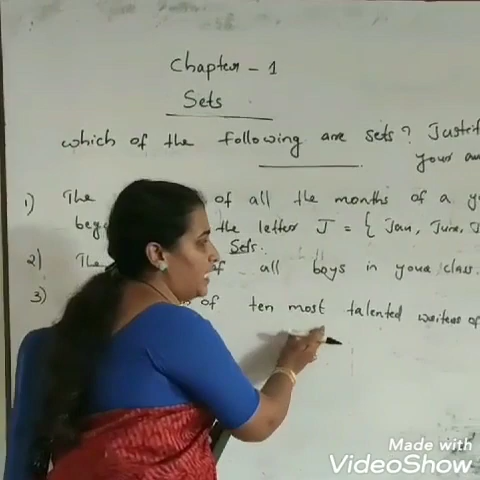 Chapter - 1
Sets
which of the following are sets? Justif
your an
1) The of all the months of a y
beg the letter J = { Jan, June, J
Sets.
2) The of all boys in your class.
3) of ten most talented writers of
Made with
VideoShow